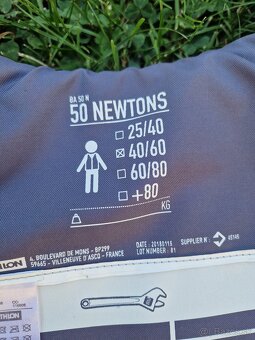 BA 50 N
50 NEWTONS
25/40
40/60
60/80
+80
KG
4, BOULEVARD DE MONS - BP299
59665 - VILLENEUVE D'ASCQ - FRANCE
DATE : 20180115
LOT NUMBER : 01
SUPPLIER N :